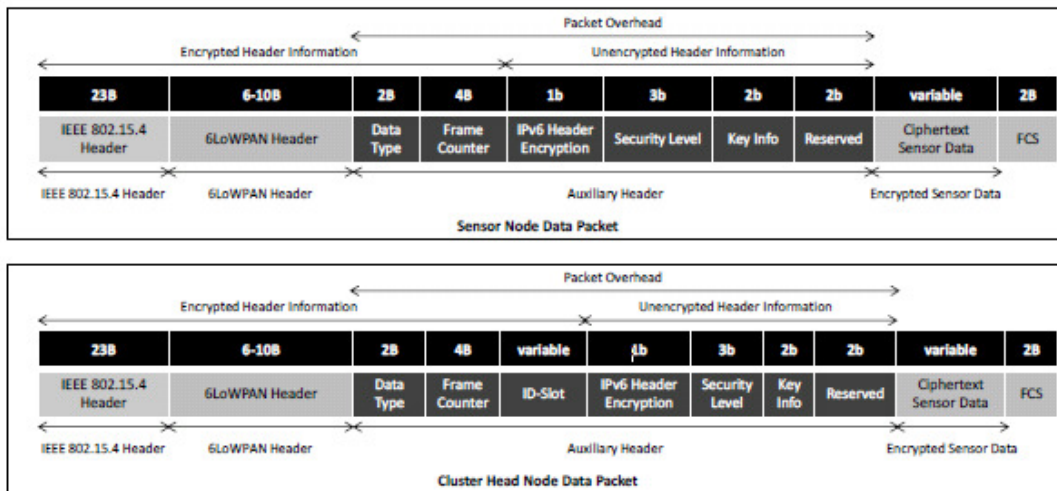 Packet Overhead
Encrypted Header Information Unencrypted Header Information
23B 6-10B 2B 4B 1b 3b 2b 2b variable 2B
IEEE 802.15.4 Header 6LoWPAN Header Data Type Frame Counter IPv6 Header Encryption Security Level Key Info Reserved Ciphertext Sensor Data FCS
IEEE 802.15.4 Header 6LoWPAN Header Auxiliary Header Encrypted Sensor Data
Sensor Node Data Packet
Packet Overhead
Encrypted Header Information Unencrypted Header Information
23B 6-10B 2B 4B variable 1b 3b 2b 2b variable 2B
IEEE 802.15.4 Header 6LoWPAN Header Data Type Frame Counter ID-Slot IPv6 Header Encryption Security Level Key Info Reserved Ciphertext Sensor Data FCS
IEEE 802.15.4 Header 6LoWPAN Header Auxiliary Header Encrypted Sensor Data
Cluster Head Node Data Packet